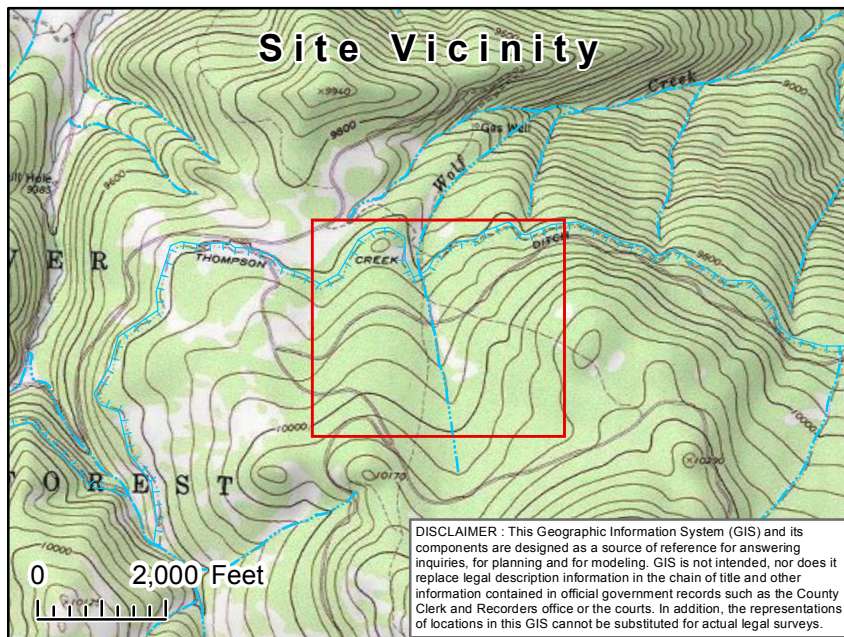 Site Vicinity
9600
9000
Creek
×9940
9800
Gas Well
9600
Hole
9385
Wolf
DITCH
V E R
THOMPSON
CREEK
9600
10000
10000
F O R E S T
10170
×10290
10000
DISCLAIMER : This Geographic Information System (GIS) and its
components are designed as a source of reference for answering
inquiries, for planning and for modeling. GIS is not intended, nor does it
replace legal description information in the chain of title and other
information contained in official government records such as the County
Clerk and Recorders office or the courts. In addition, the representations
of locations in this GIS cannot be substituted for actual legal surveys.
0 2,000 Feet